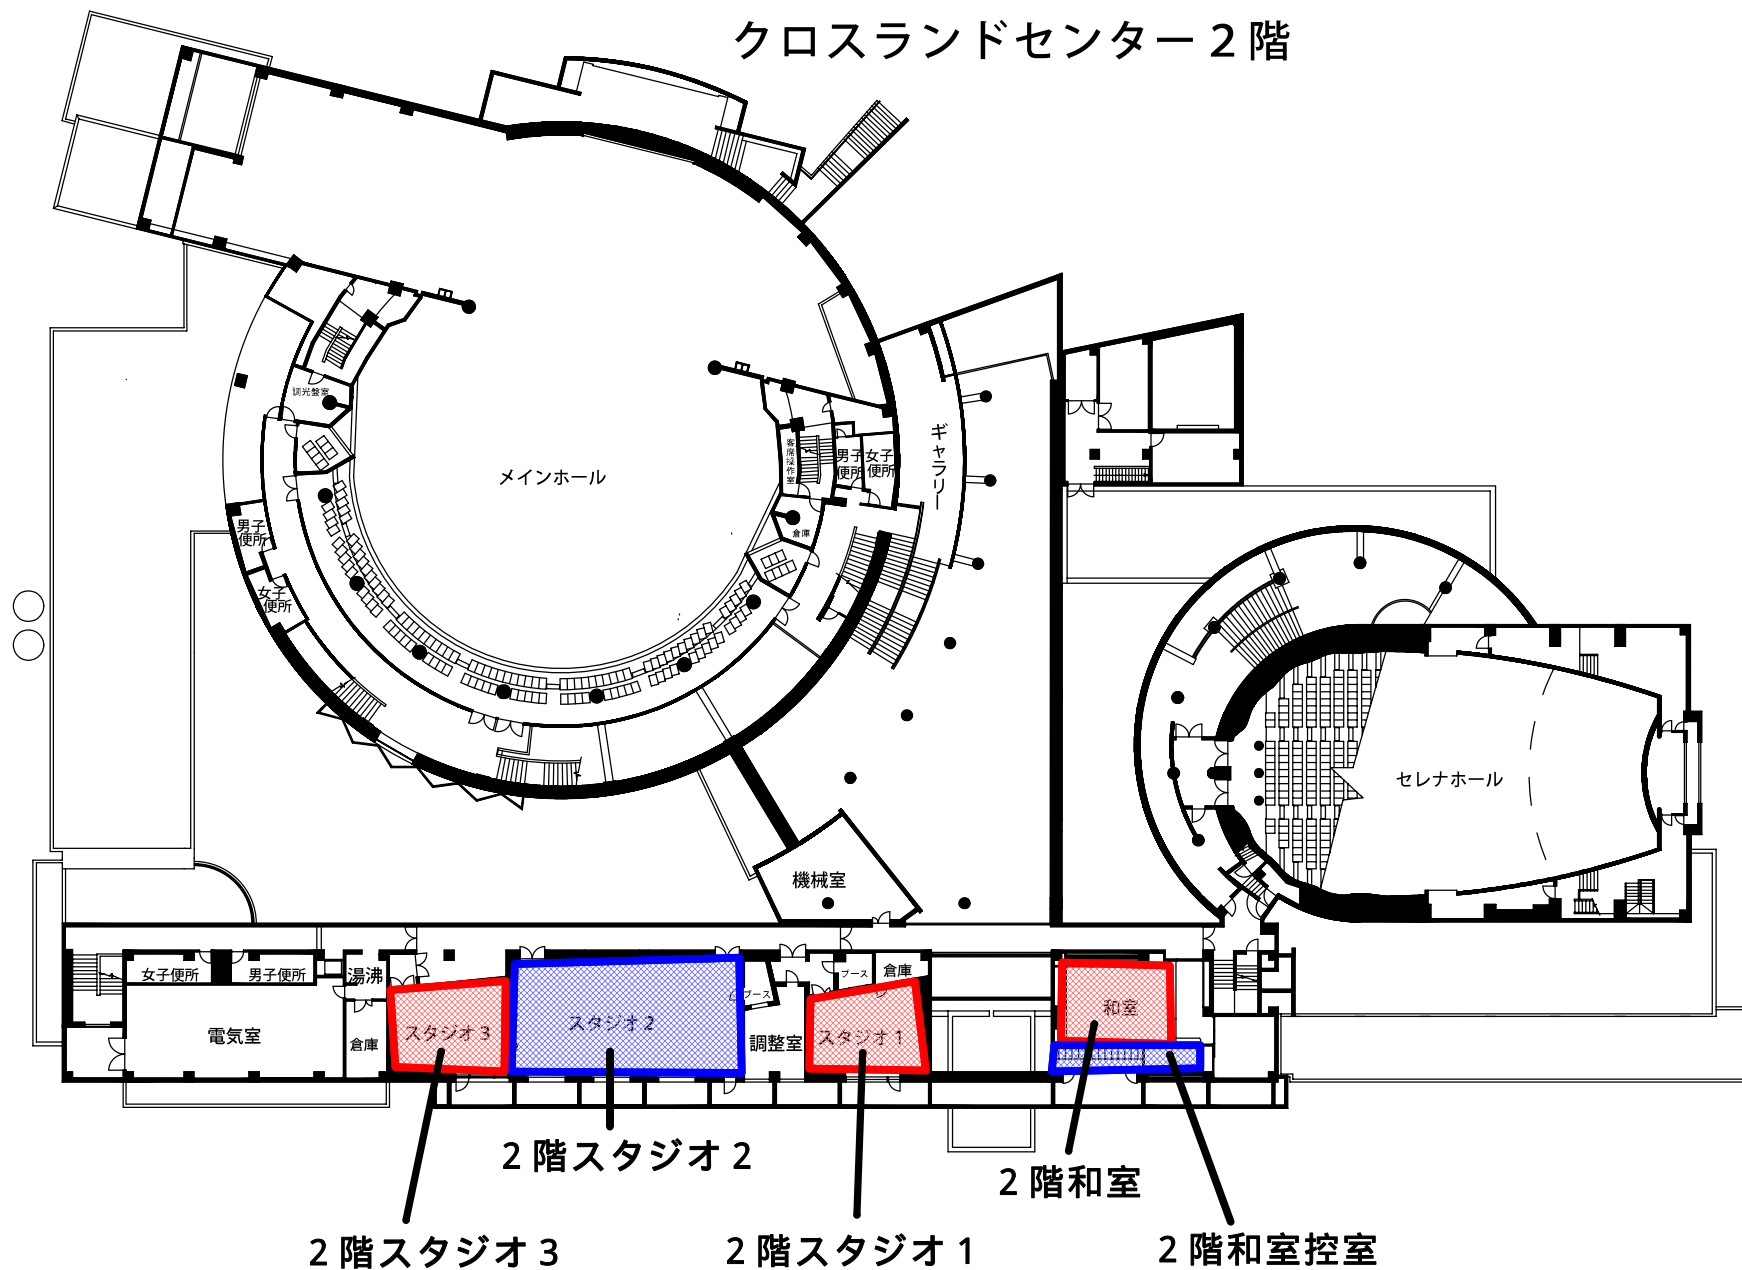 クロスランドセンター２階
調光盤室
メインホール
客席操作室
男子便所
女子便所
ギャラリー
倉庫
男子便所
女子便所
セレナホール
機械室
女子便所
男子便所
湯沸
電気室
倉庫
スタジオ3
スタジオ2
ブース
調整室
ブース
倉庫
スタジオ1
和室
２階スタジオ２
２階和室
２階スタジオ３
２階スタジオ１
２階和室控室